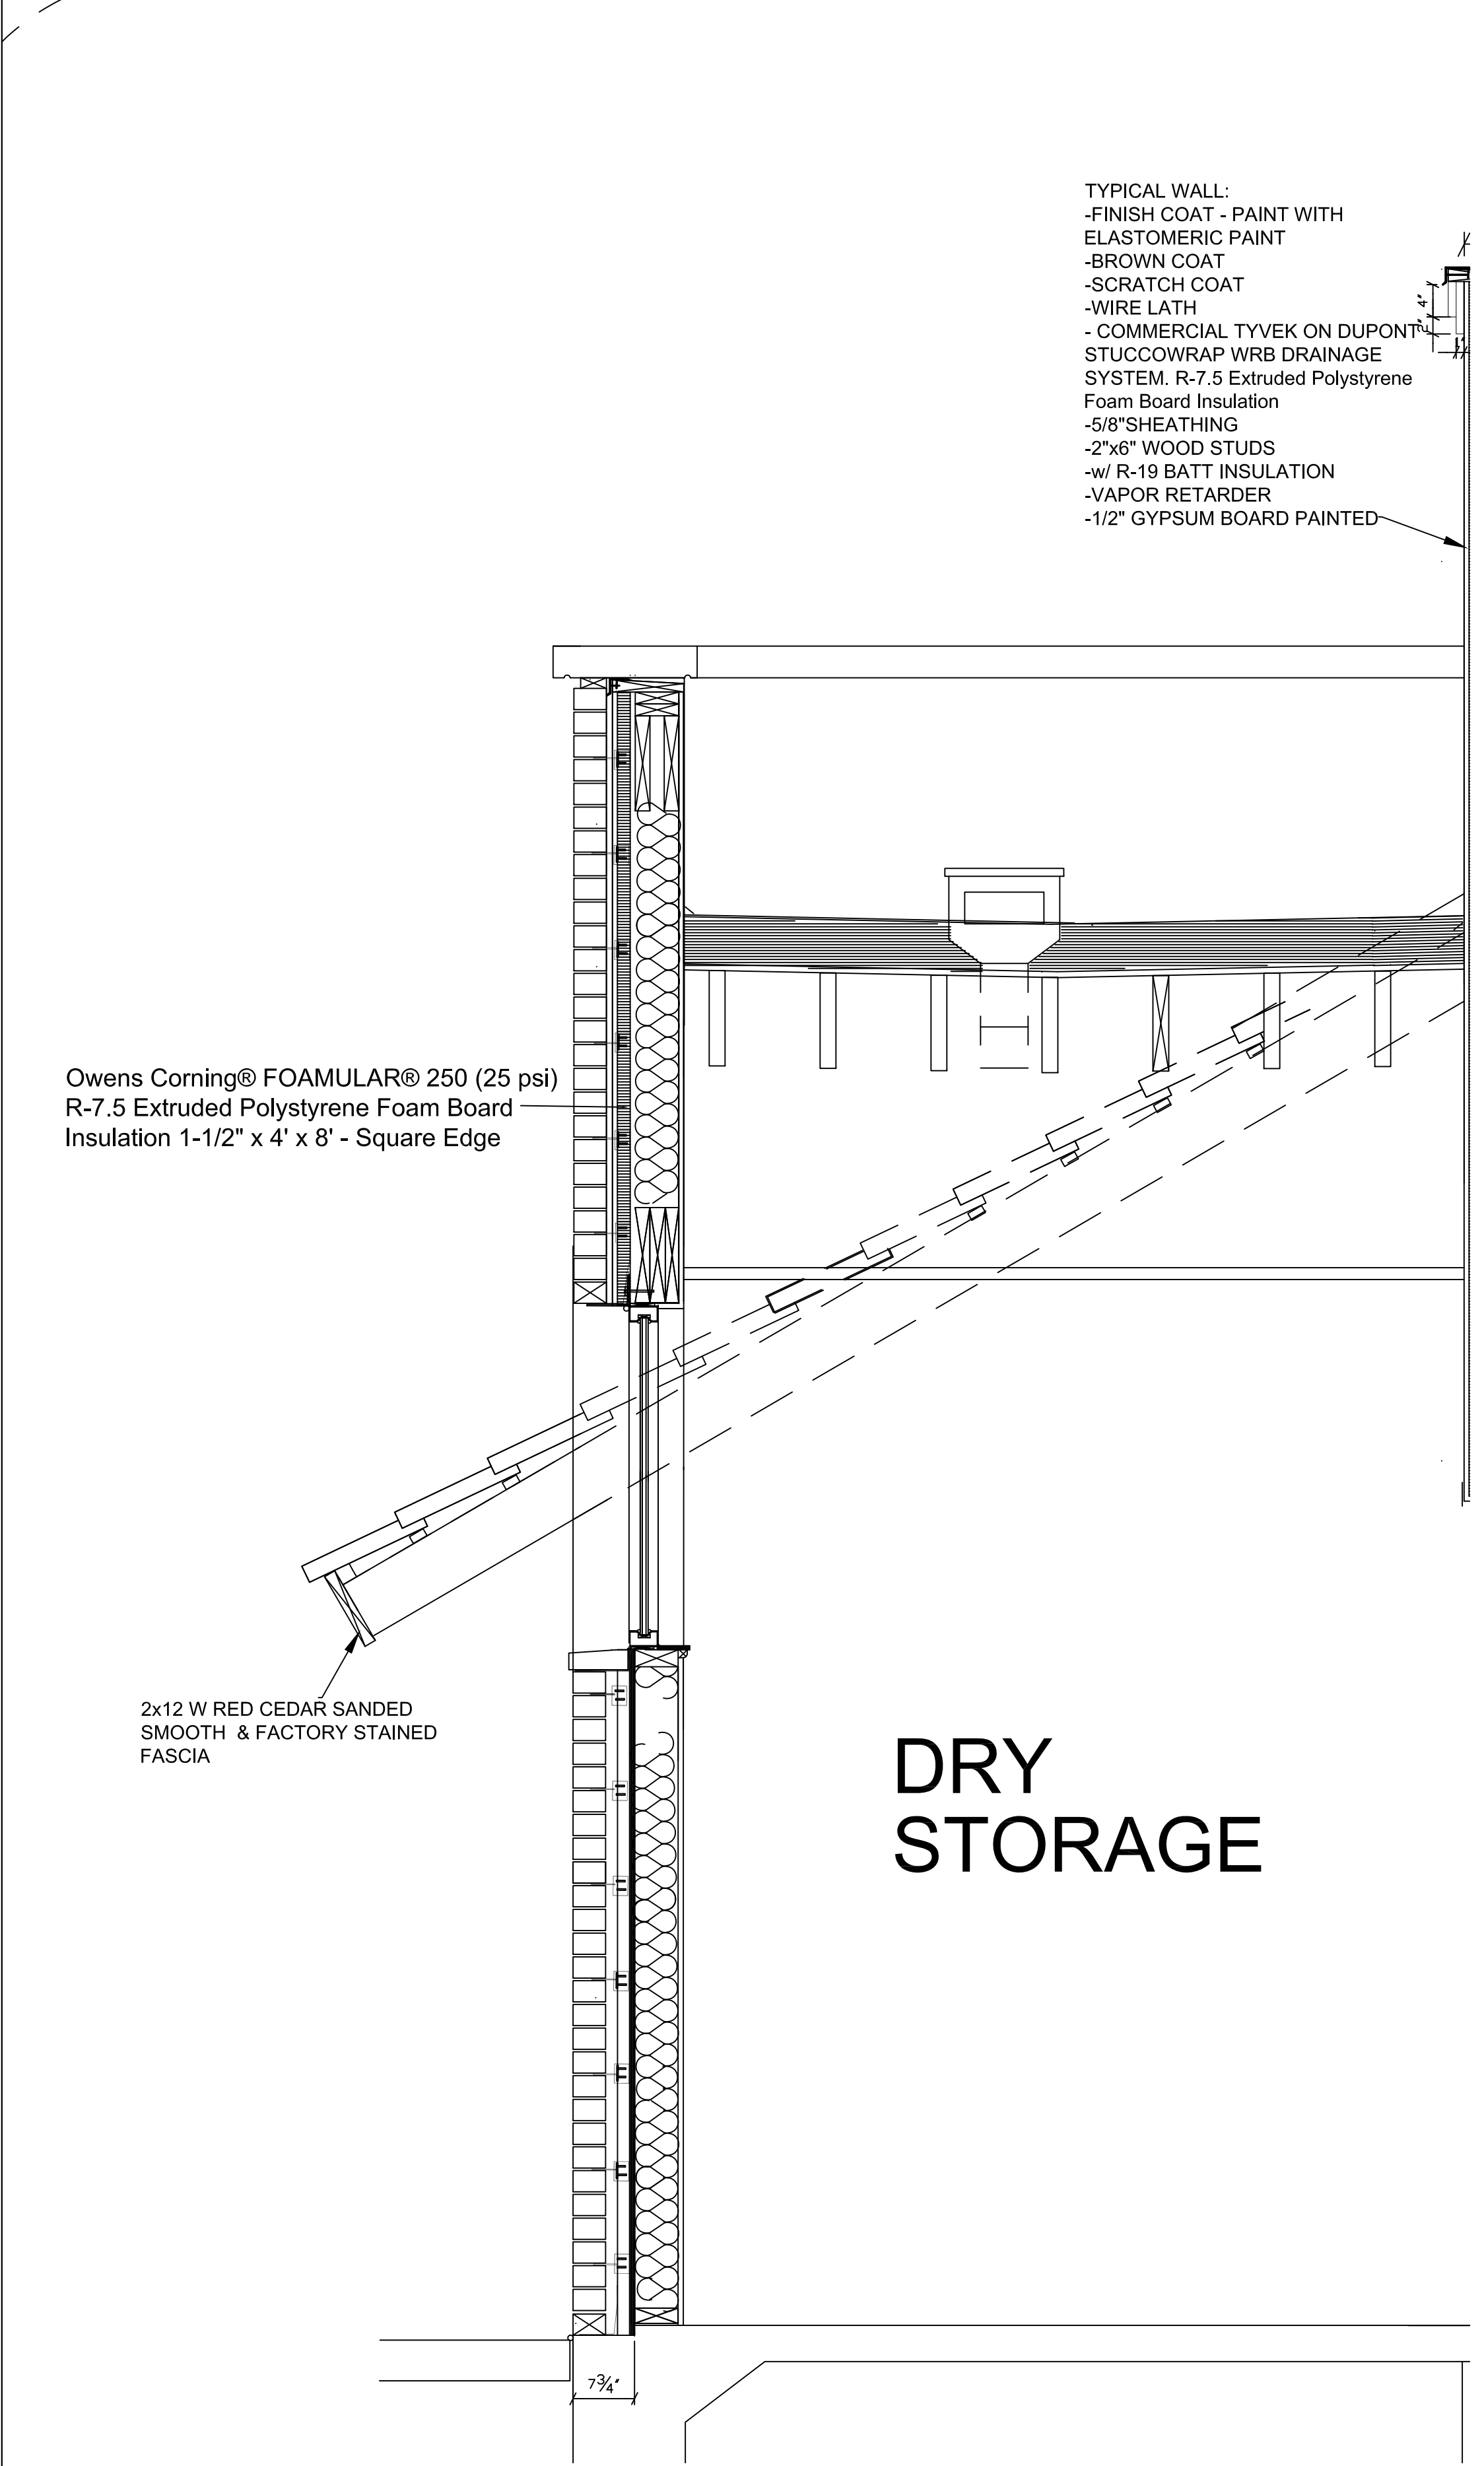 TYPICAL WALL:
-FINISH COAT - PAINT WITH
ELASTOMERIC PAINT
-BROWN COAT
-SCRATCH COAT
-WIRE LATH
- COMMERCIAL TYVEK ON DUPONT
STUCCOWRAP WRB DRAINAGE
SYSTEM. R-7.5 Extruded Polystyrene
Foam Board Insulation
-5/8"SHEATHING
-2"x6" WOOD STUDS
-w/ R-19 BATT INSULATION
-VAPOR RETARDER
-1/2" GYPSUM BOARD PAINTED
4"
2"
Owens Corning® FOAMULAR® 250 (25 psi)
R-7.5 Extruded Polystyrene Foam Board
Insulation 1-1/2" x 4' x 8' - Square Edge
2x12 W RED CEDAR SANDED
SMOOTH & FACTORY STAINED
FASCIA
DRY
STORAGE
7¾"